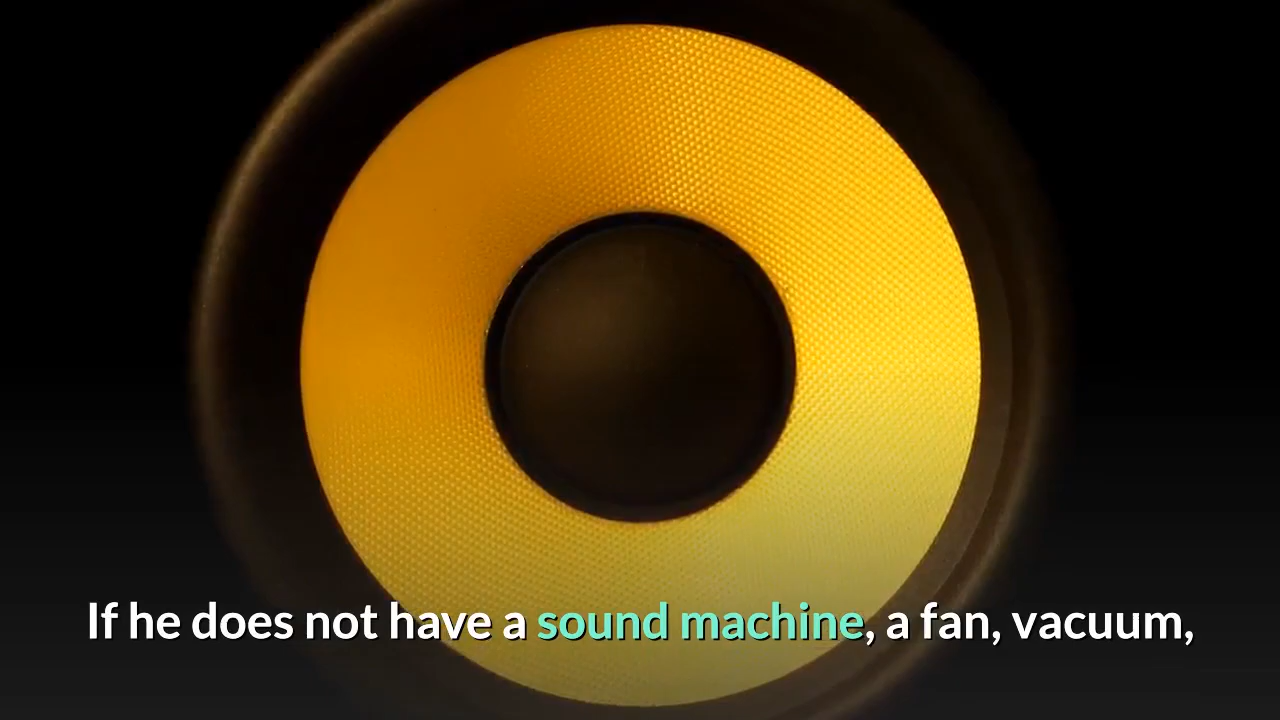 If he does not have a sound machine, a fan, vacuum,